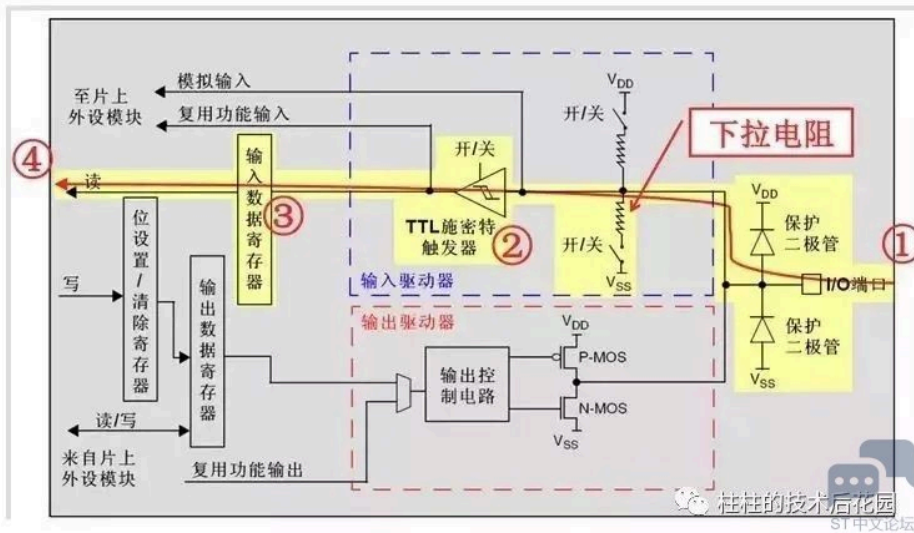 模拟输入
至片上
外设模块
复用功能输入
V_DD
开/关
下拉电阻
④
读
输入数据寄存器
③
开/关
TTL施密特
触发器
②
开/关
V_SS
输入驱动器
V_DD
保护
二极管
①
I/O端口
保护
二极管
V_SS
写
位设置/清除寄存器
输出数据寄存器
输出驱动器
V_DD
P-MOS
输出控
制电路
N-MOS
V_SS
读/写
来自片上
外设模块
复用功能输出
柱柱的技术后花园
ST中文论坛